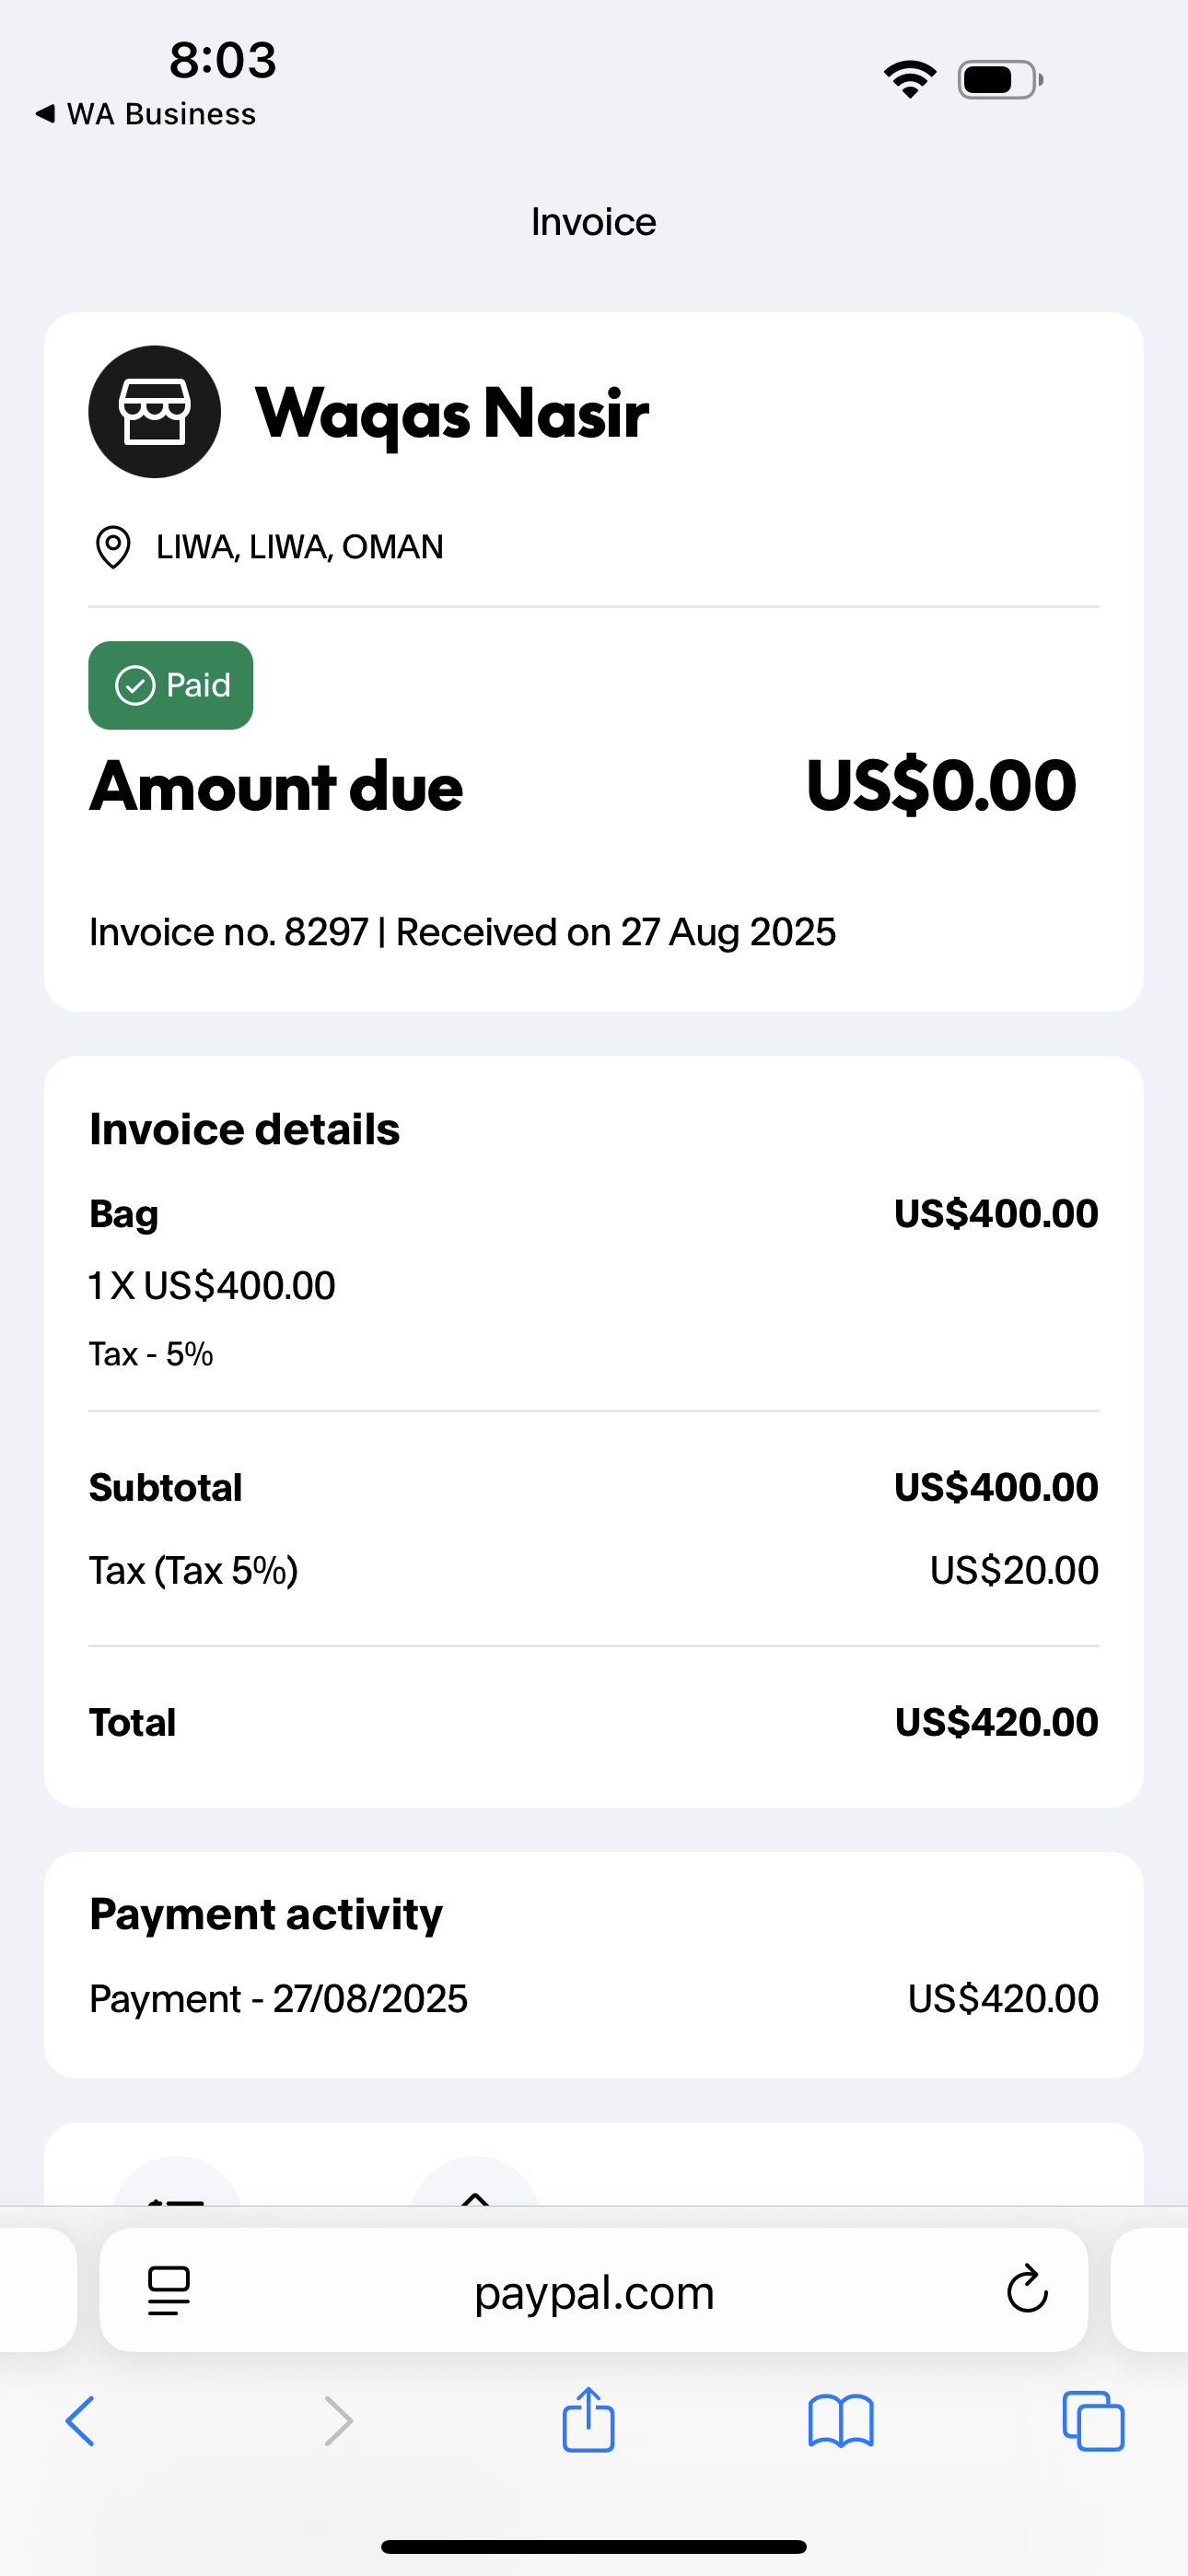 8:03
◀ WA Business
Invoice
Waqas Nasir
LIWA, LIWA, OMAN
Paid
Amount due US$0.00
Invoice no. 8297 | Received on 27 Aug 2025
Invoice details
Bag US$400.00
1 X US$400.00
Tax - 5%
Subtotal US$400.00
Tax (Tax 5%) US$20.00
Total US$420.00
Payment activity
Payment - 27/08/2025 US$420.00
paypal.com